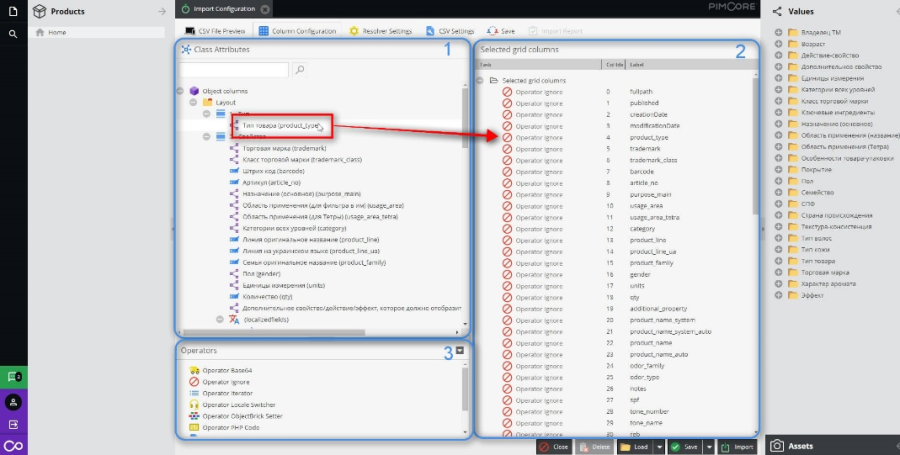 Products
Home
Import Configuration
PIMCORE
CSV File Preview
Column Configuration
Resolver Settings
CSV Settings
Save
Import Report
Class Attributes
1
Object columns
Layout
Тип товара (product_type)
Торговая марка (trademark)
Класс торговой марки (trademark_class)
Штрих код (barcode)
Артикул (article_no)
Назначение (основное) (purpose_main)
Область применения (для фильтра в им) (usage_area)
Область применения (для Тетры) (usage_area_tetra)
Категории всех уровней (category)
Линия оригинальное название (product_line)
Линия на украинском языке (product_line_ua)
Семья оригинальное название (product_family)
Пол (gender)
Единицы измерения (units)
Количество (qty)
Дополнительное свойство/действие/эффект, которое должно отобразит
(localizedfields)
Operators
3
Operator Base64
Operator Ignore
Operator Iterator
Operator Locale Switcher
Operator ObjectBrick Setter
Operator PHP Code
Selected grid columns
2
Label
Selected grid columns
Operator Ignore 0 fullpath
Operator Ignore 1 published
Operator Ignore 2 creationDate
Operator Ignore 3 modificationDate
Operator Ignore 4 product_type
Operator Ignore 5 trademark
Operator Ignore 6 trademark_class
Operator Ignore 7 barcode
Operator Ignore 8 article_no
Operator Ignore 9 purpose_main
Operator Ignore 10 usage_area
Operator Ignore 11 usage_area_tetra
Operator Ignore 12 category
Operator Ignore 13 product_line
Operator Ignore 14 product_line_ua
Operator Ignore 15 product_family
Operator Ignore 16 gender
Operator Ignore 17 units
Operator Ignore 18 qty
Operator Ignore 19 additional_property
Operator Ignore 20 product_name_system
Operator Ignore 21 product_name_system_auto
Operator Ignore 22 product_name
Operator Ignore 23 product_name_auto
Operator Ignore 24 odor_family
Operator Ignore 25 odor_type
Operator Ignore 26 notes
Operator Ignore 27 spf
Operator Ignore 28 tone_number
Operator Ignore 29 tone_name
Operator Ignore 30 rgb
Close
Delete
Load
Save
Import
Values
Владелец ТМ
Возраст
Действие-свойство
Дополнительное свойство
Единицы измерения
Категории всех уровней
Класс торговой марки
Ключевые ингредиенты
Назначение (основное)
Область применения (название)
Область применения (Тетра)
Особенности товара-упаковки
Покрытие
Пол
Семейство
СПФ
Страна происхождения
Текстура-консистенция
Тип волос
Тип кожи
Тип товара
Торговая марка
Характер аромата
Эффект
Assets